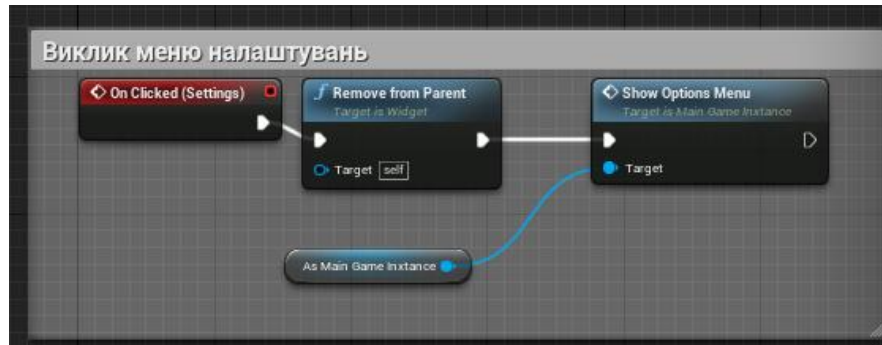 Виклик меню налаштувань
On Clicked (Settings)
Remove from Parent
Target is Widget
Target self
Show Options Menu
Target is Main Game Inxtance
Target
As Main Game Inxtance